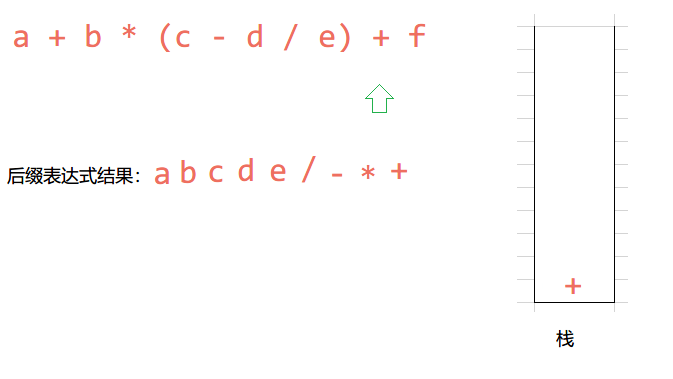 a + b * (c - d / e) + f
后缀表达式结果： a b c d e / - * +
+
栈